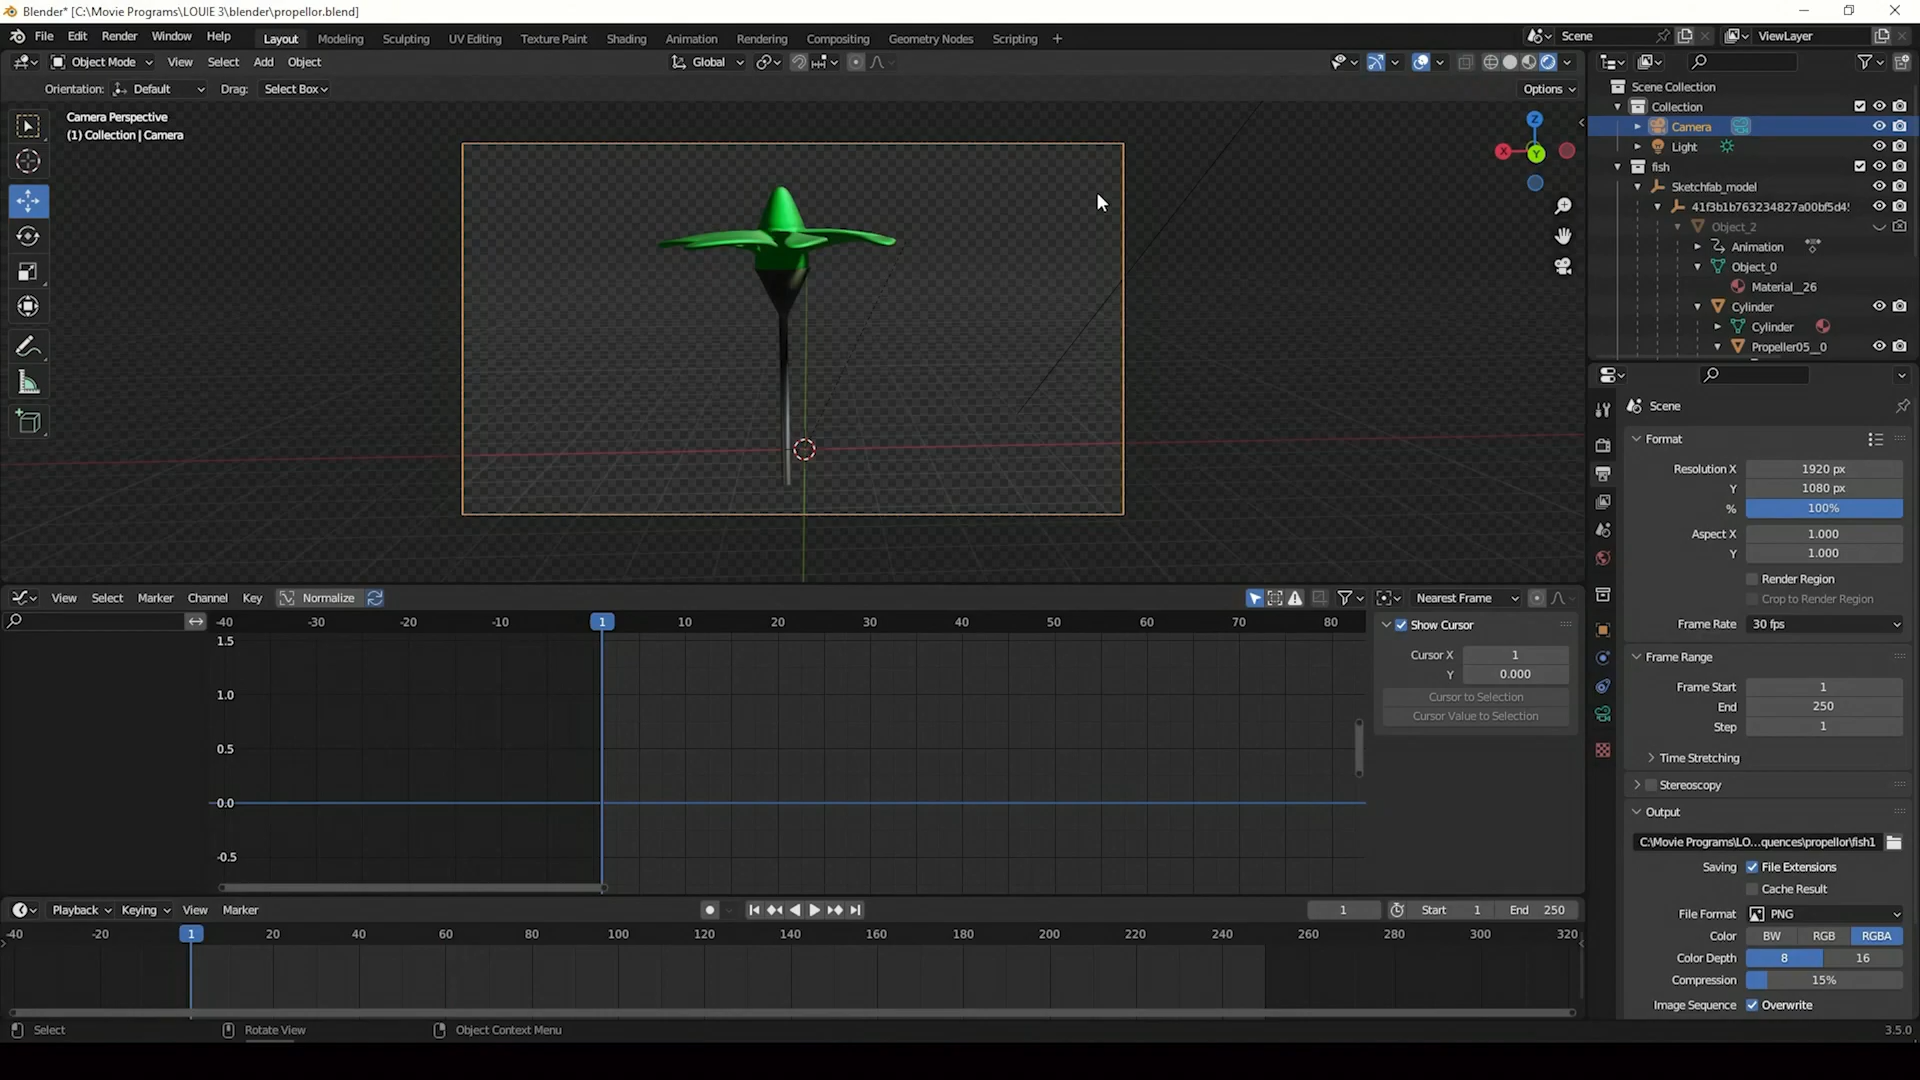 Blender* [C:\Movie Programs\LOUIE 3\blender\propellor.blend]
File Edit Render Window Help
Layout Modeling Sculpting UV Editing Texture Paint Shading Animation Rendering Compositing Geometry Nodes Scripting +
Scene
ViewLayer
Object Mode View Select Add Object
Global
Orientation: Default Drag: Select Box
Options
Camera Perspective
(1) Collection | Camera
Z
X
Y
Scene Collection
Collection
Camera
Light
fish
Sketchfab_model
41f3b1b763234827a00bf5d4
Object_2
Animation
Object_0
Material__26
Cylinder
Cylinder
Propeller05__0
Scene
Format
Resolution X 1920 px
Y 1080 px
% 100%
Aspect X 1.000
Y 1.000
Render Region
Crop to Render Region
Frame Rate 30 fps
Frame Range
Frame Start 1
End 250
Step 1
Time Stretching
Stereoscopy
Output
C:\Movie Programs\LO...quences\propellor\fish1
Saving File Extensions
Cache Result
File Format PNG
Color BW RGB RGBA
Color Depth 8 16
Compression 15%
Image Sequence Overwrite
View Select Marker Channel Key Normalize
Nearest Frame
-40 -30 -20 -10 1 10 20 30 40 50 60 70 80
1.5
1.0
0.5
0.0
-0.5
Show Cursor
Cursor X 1
Y 0.000
Cursor to Selection
Cursor Value to Selection
Playback Keying View Marker
1 Start 1 End 250
-40 -20 1 20 40 60 80 100 120 140 160 180 200 220 240 260 280 300 320
Select Rotate View Object Context Menu
3.5.0